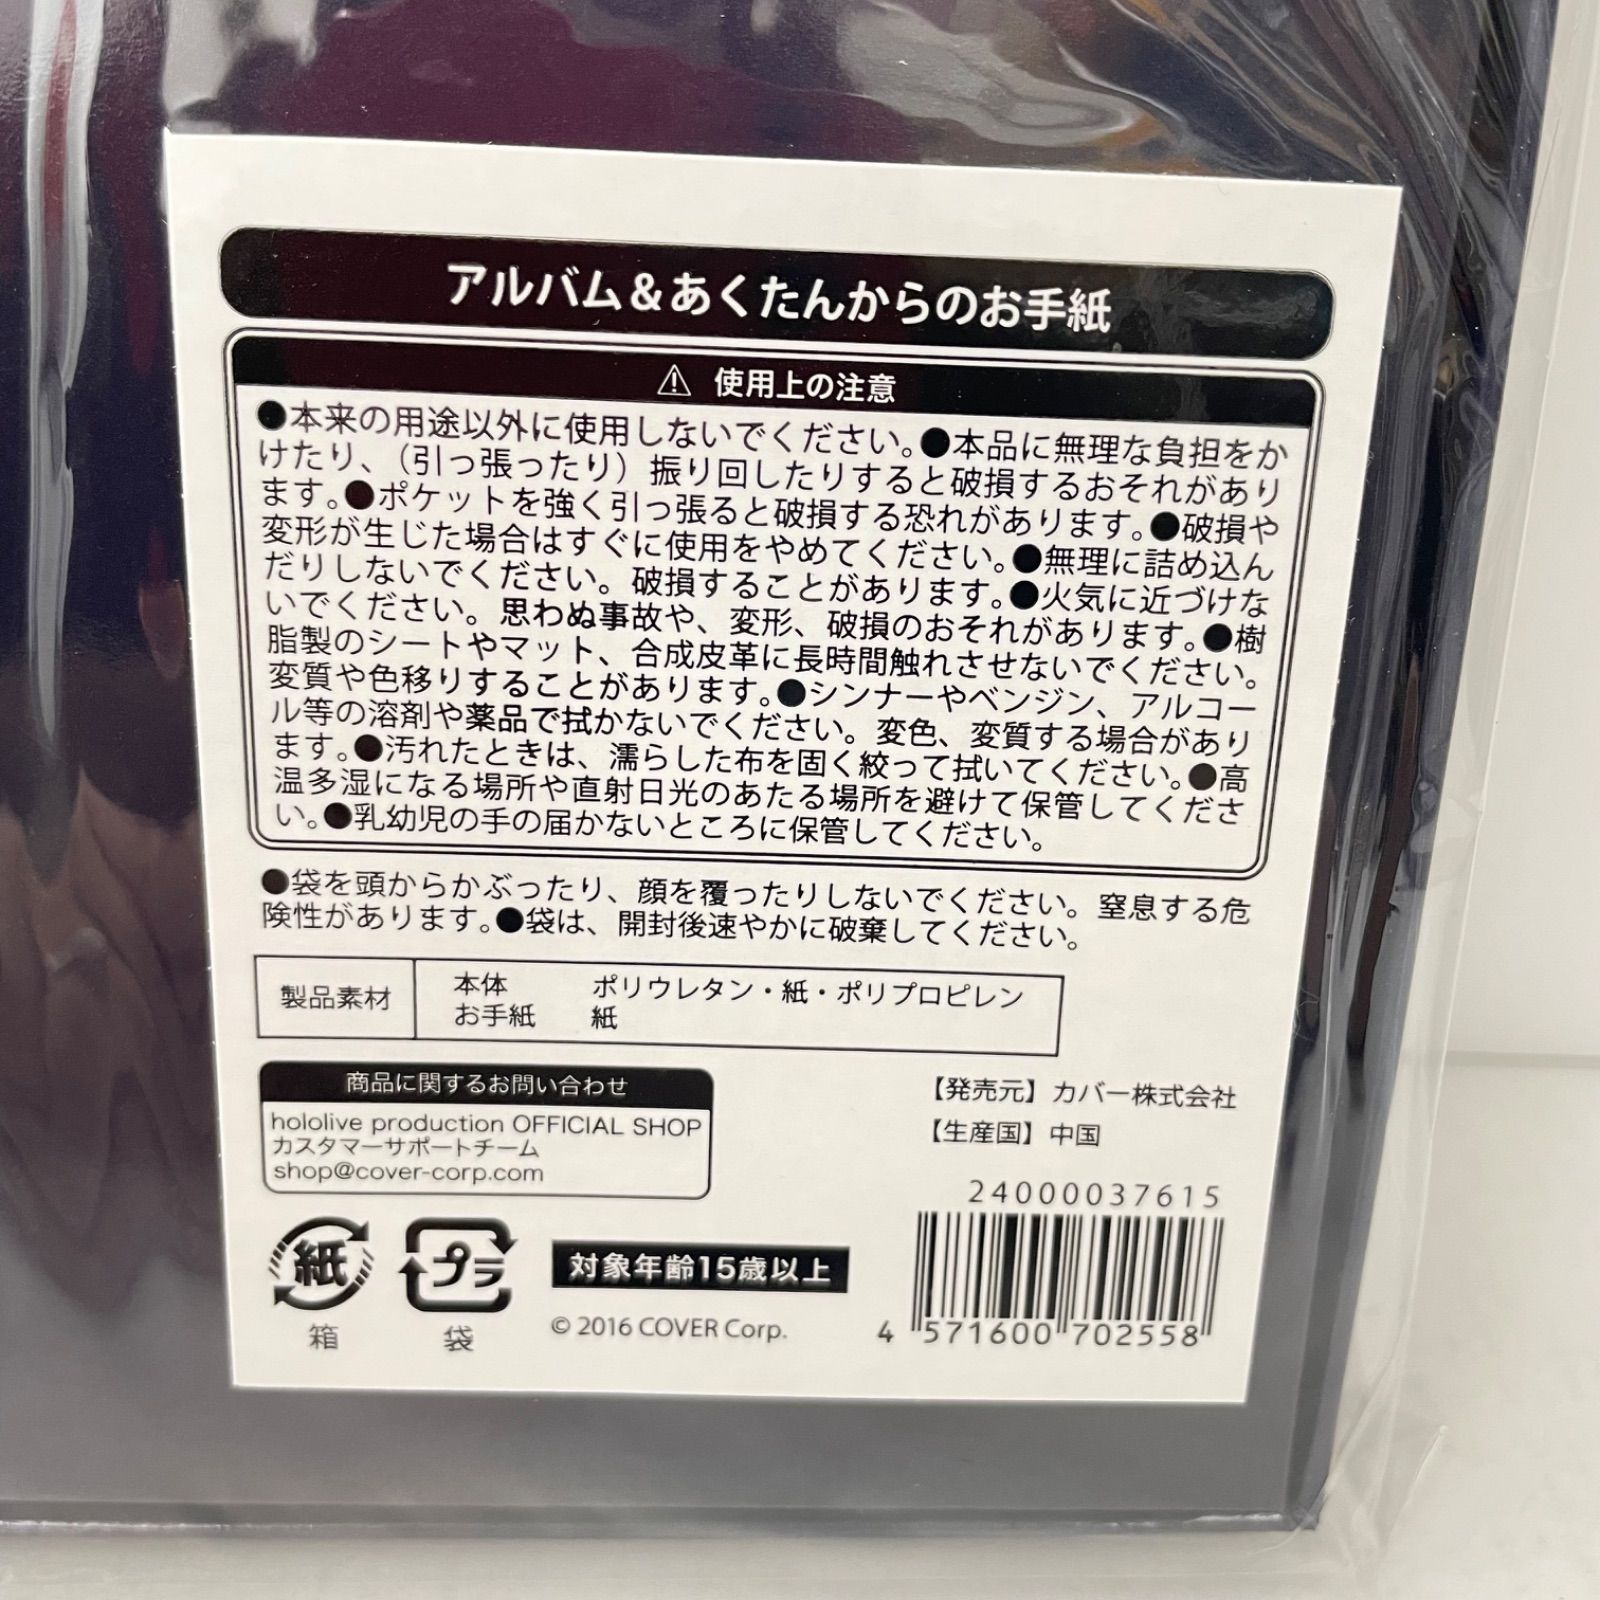 アルバム&あくたんからのお手紙
⚠ 使用上の注意
●本来の用途以外に使用しないでください。●本品に無理な負担をか
けたり、（引っ張ったり）振り回したりすると破損するおそれがあり
ます。●ポケットを強く引っ張ると破損する恐れがあります。●破損や
変形が生じた場合はすぐに使用をやめてください。●無理に詰め込ん
だりしないでください。破損することがあります。●火気に近づけな
いでください。思わぬ事故や、変形、破損のおそれがあります。●樹
脂製のシートやマット、合成皮革に長時間触れさせないでください。
変質や色移りすることがあります。●シンナーやベンジン、アルコー
ル等の溶剤や薬品で拭かないでください。変色、変質する場合があり
ます。●汚れたときは、濡らした布を固く絞って拭いてください。●高
温多湿になる場所や直射日光のあたる場所を避けて保管してくださ
い。●乳幼児の手の届かないところに保管してください。
●袋を頭からかぶったり、顔を覆ったりしないでください。窒息する危
険性があります。●袋は、開封後速やかに破棄してください。
製品素材 本体 ポリウレタン・紙・ポリプロピレン
お手紙 紙
商品に関するお問い合わせ
hololive production OFFICIAL SHOP
カスタマーサポートチーム
shop@cover-corp.com
【発売元】カバー株式会社
【生産国】中国
24000037615
4 571600 702558
紙
箱
プラ
袋
対象年齢15歳以上
© 2016 COVER Corp.